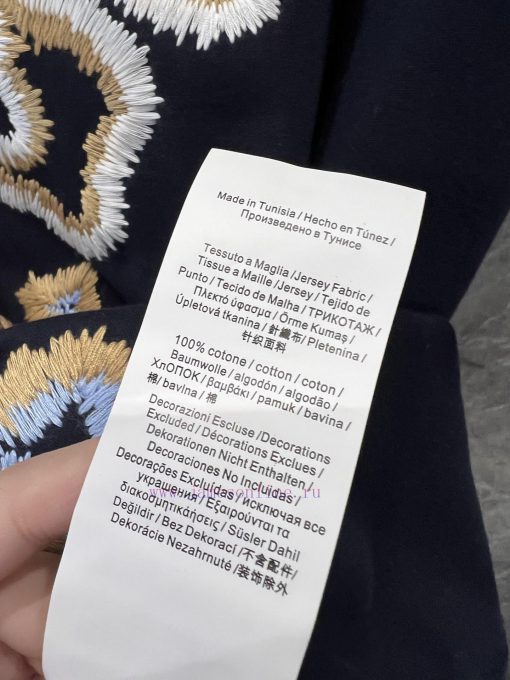 Made in Tunisia / Hecho en Túnez /
Произведено в Тунисе
Tessuto a Maglia /Jersey Fabric /
Tissue a Maille / Jersey / Tejido de
Punto / Tecido de Malha / ТРИКОТАЖ /
Πλεκτό ύφασμα / Örme Kumaş /
Úpletová tkanina / 針織布 / Pletenina /
针织面料
100% cotone / cotton / coton /
Baumwolle / algodón / algodão /
ХлОПОК / βαμβάκι / pamuk / bavina /
棉 / bavlna / 棉
Decorazioni Escluse /Decorations
Excluded / Décorations Exclues /
Dekorationen Nicht Enthalten /
Decoraciones No Incluidas /
Decorações Excluídas / исключая все
украшения / Εξαιρούνται τα
διακοσμητικά / Süsler Dahil
Değildir / Bez Dekorací /不含配件/
Dekorácie Nezahrnuté /装饰除外